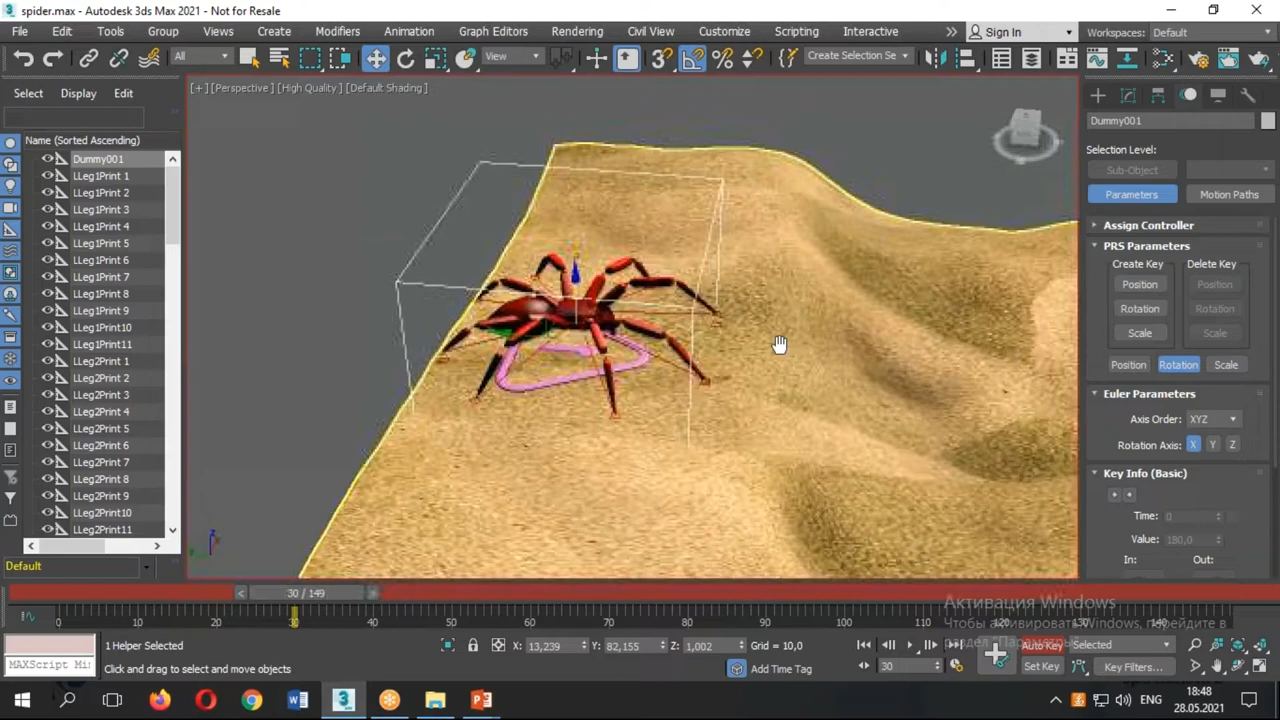 spider.max - Autodesk 3ds Max 2021 - Not for Resale
File Edit Tools Group Views Create Modifiers Animation Graph Editors Rendering Civil View Customize Scripting Interactive Sign In Workspaces: Default
All View Create Selection Se
[+] [Perspective] [High Quality] [Default Shading]
Select Display Edit
Name (Sorted Ascending)
Dummy001
LLeg1Print 1
LLeg1Print 2
LLeg1Print 3
LLeg1Print 4
LLeg1Print 5
LLeg1Print 6
LLeg1Print 7
LLeg1Print 8
LLeg1Print 9
LLeg1Print10
LLeg1Print11
LLeg2Print 1
LLeg2Print 2
LLeg2Print 3
LLeg2Print 4
LLeg2Print 5
LLeg2Print 6
LLeg2Print 7
LLeg2Print 8
LLeg2Print 9
LLeg2Print10
LLeg2Print11
Default
Dummy001
Selection Level:
Sub-Object
Parameters Motion Paths
Assign Controller
PRS Parameters
Create Key Delete Key
Position Position
Rotation Rotation
Scale Scale
Position Rotation Scale
Euler Parameters
Axis Order: XYZ
Rotation Axis: X Y Z
Key Info (Basic)
Time: 0
Value: 180,0
In: Out:
30 / 149
0 10 20 30 40 50 60 70 80 90 100 110 120 130 140
Активация Windows
Чтобы активировать Windows, перейдите в
раздел "Параметры".
1 Helper Selected
X: 13,239 Y: 82,155 Z: 1,002 Grid = 10,0
Auto Key Selected
MAXScript Mi
Click and drag to select and move objects
Add Time Tag
30
Set Key Key Filters...
ENG
18:48
28.05.2021